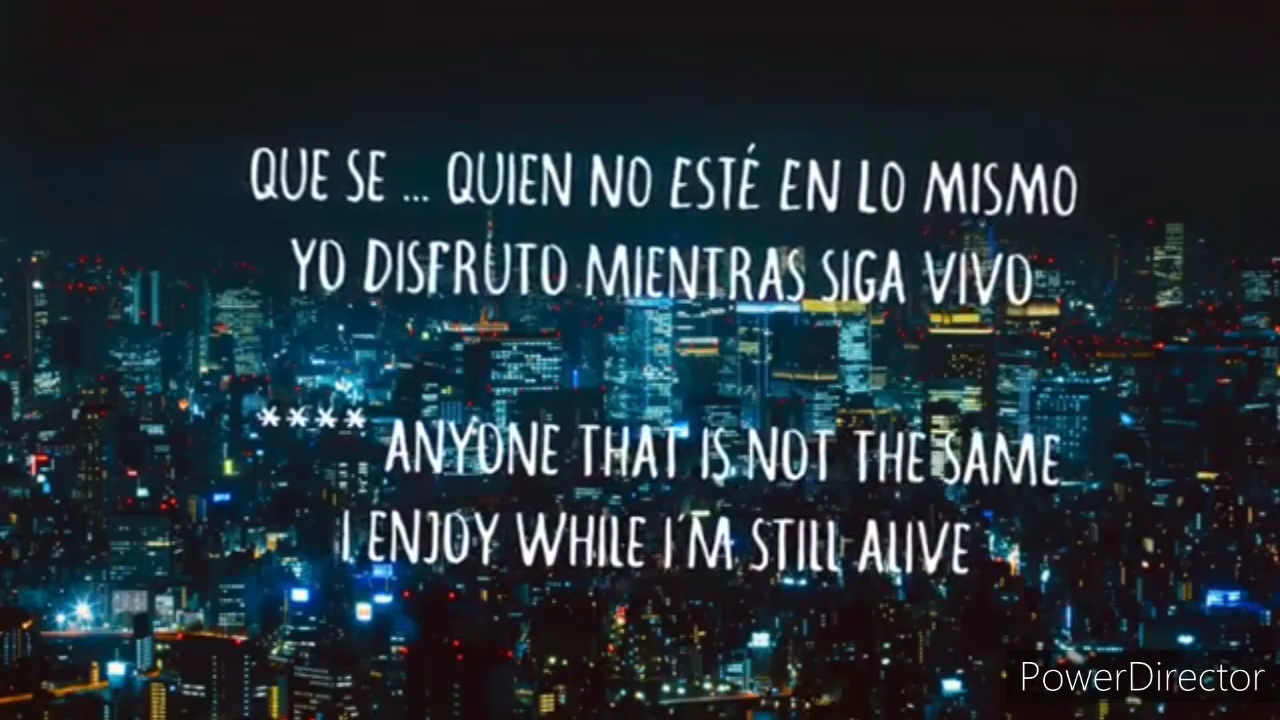 QUE SE ... QUIEN NO ESTÉ EN LO MISMO
YO DISFRUTO MIENTRAS SIGA VIVO
**** ANYONE THAT IS NOT THE SAME
I ENJOY WHILE I'M STILL ALIVE
PowerDirector